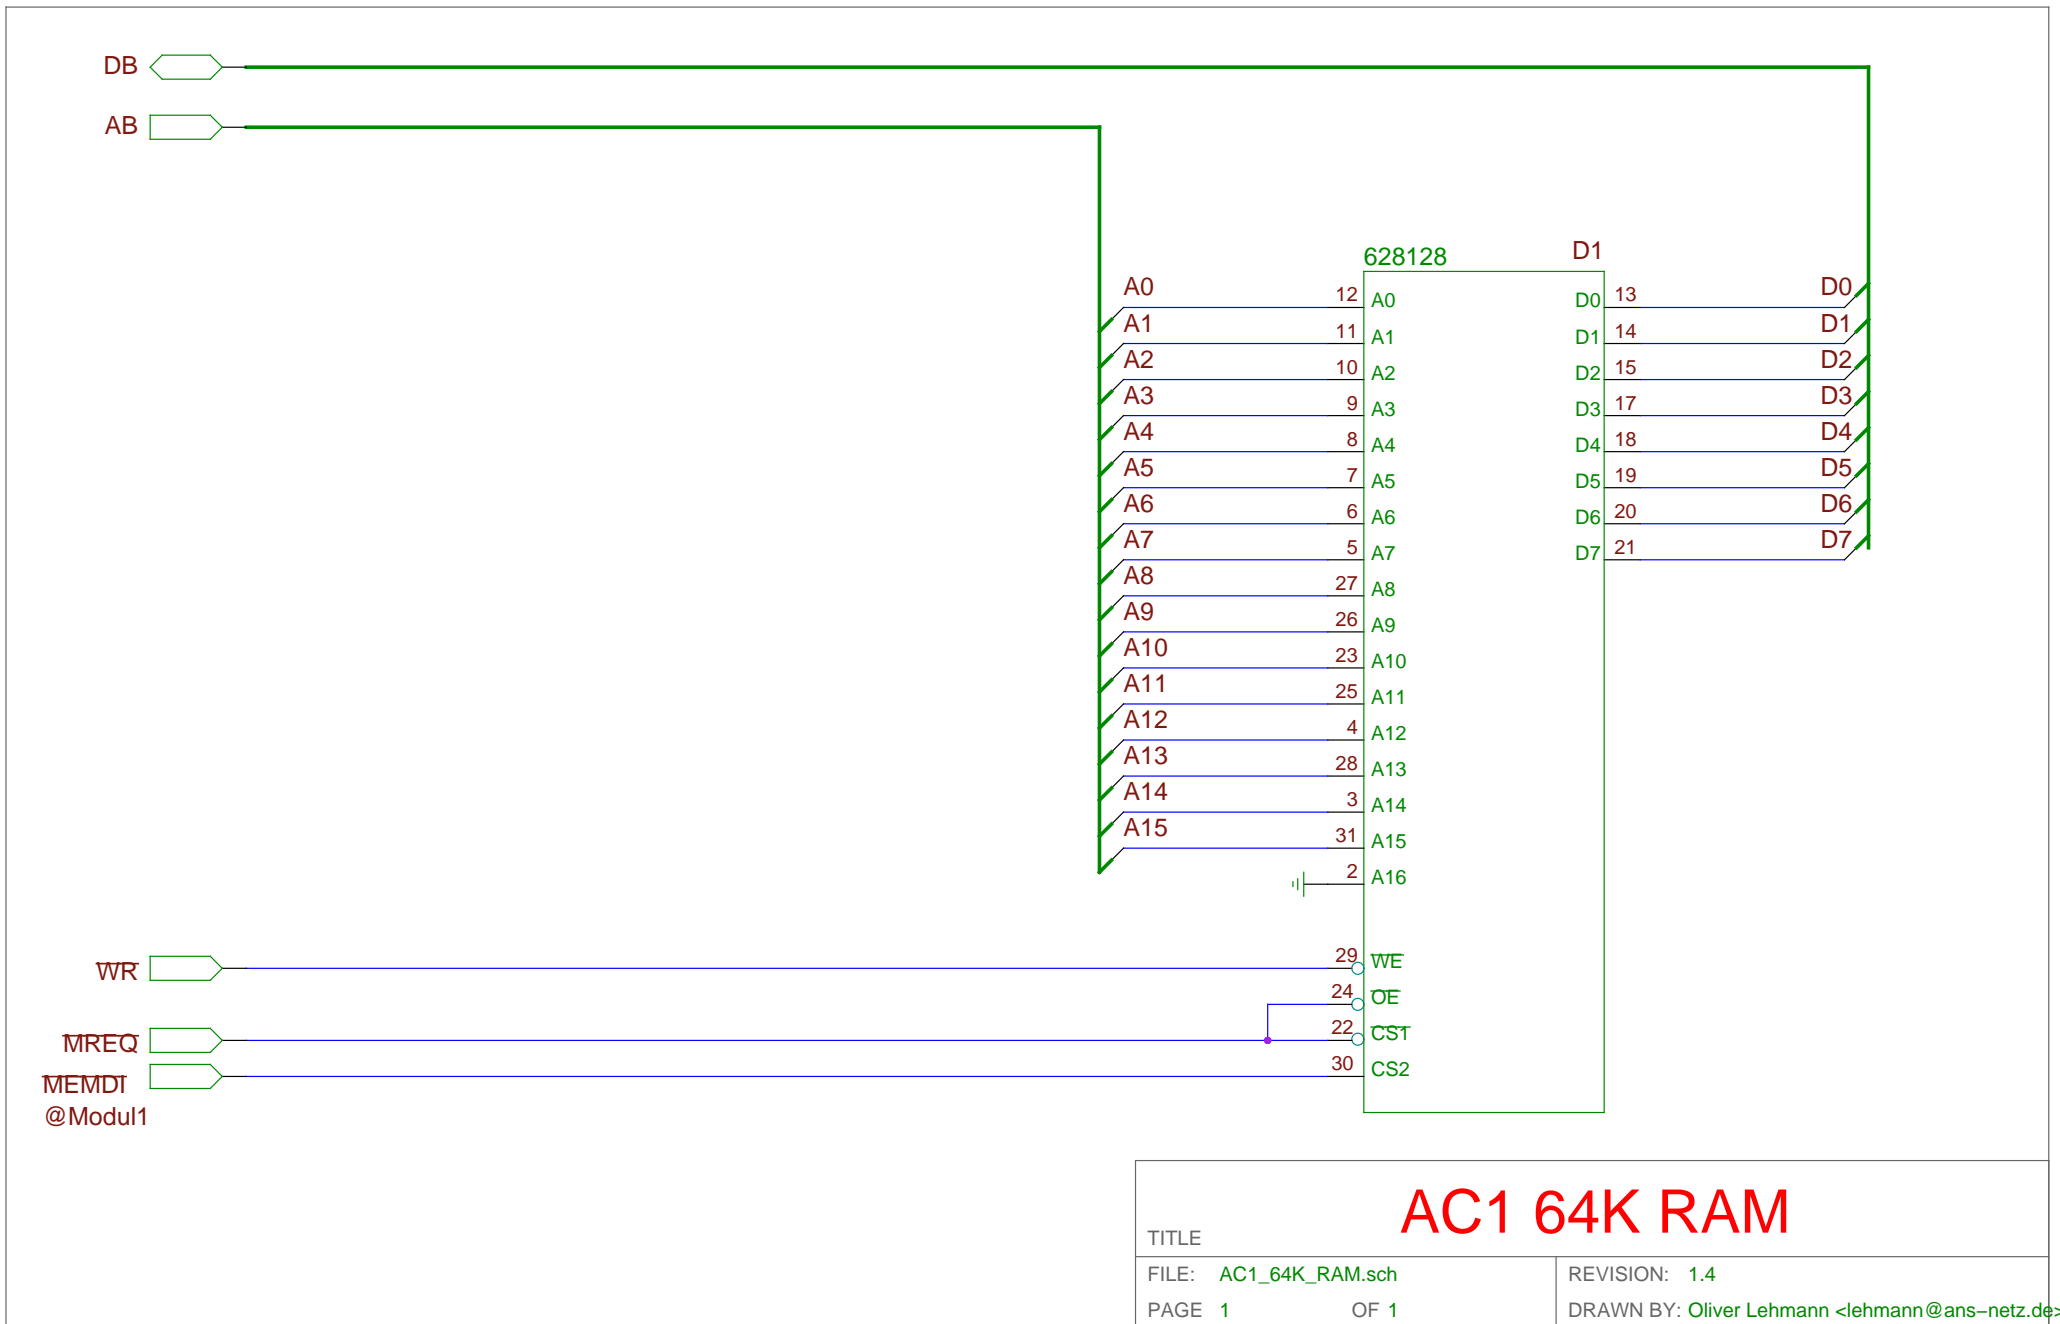 DB
AB
628128 D1
A0 12 A0 D0 13 D0
A1 11 A1 D1 14 D1
A2 10 A2 D2 15 D2
A3 9 A3 D3 17 D3
A4 8 A4 D4 18 D4
A5 7 A5 D5 19 D5
A6 6 A6 D6 20 D6
A7 5 A7 D7 21 D7
A8 27 A8
A9 26 A9
A10 23 A10
A11 25 A11
A12 4 A12
A13 28 A13
A14 3 A14
A15 31 A15
2 A16
WR 29 WE
24 OE
MREQ 22 CS1
MEMDI 30 CS2
@Modul1
AC1 64K RAM
TITLE
FILE: AC1_64K_RAM.sch REVISION: 1.4
PAGE 1 OF 1 DRAWN BY: Oliver Lehmann <lehmann@ans-netz.de>